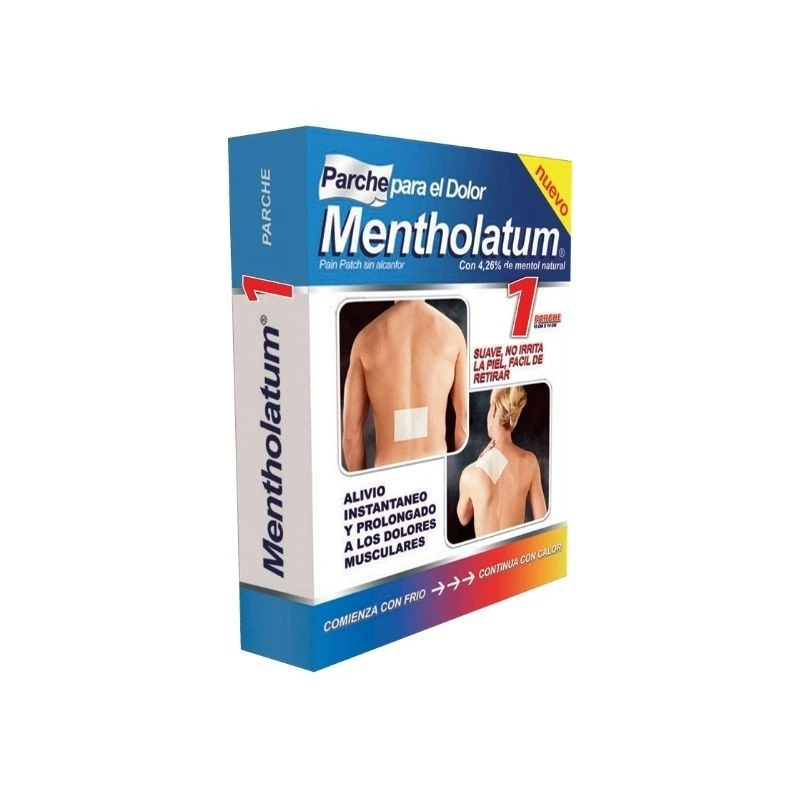 PARCHE
1
Mentholatum®
Parche para el Dolor
nuevo
Mentholatum®
Pain Patch sin alcanfor
Con 4,26% de mentol natural
1
PARCHE
SUAVE, NO IRRITA
LA PIEL, FACIL DE
RETIRAR
ALIVIO
INSTANTANEO
Y PROLONGADO
A LOS DOLORES
MUSCULARES
COMIENZA CON FRIO →→→ CONTINUA CON CALOR